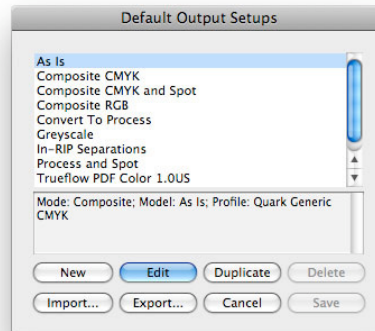 Default Output Setups
As Is
Composite CMYK
Composite CMYK and Spot
Composite RGB
Convert To Process
Greyscale
In-RIP Separations
Process and Spot
Trueflow PDF Color 1.0US
Mode: Composite; Model: As Is; Profile: Quark Generic
CMYK
New Edit Duplicate Delete
Import... Export... Cancel Save